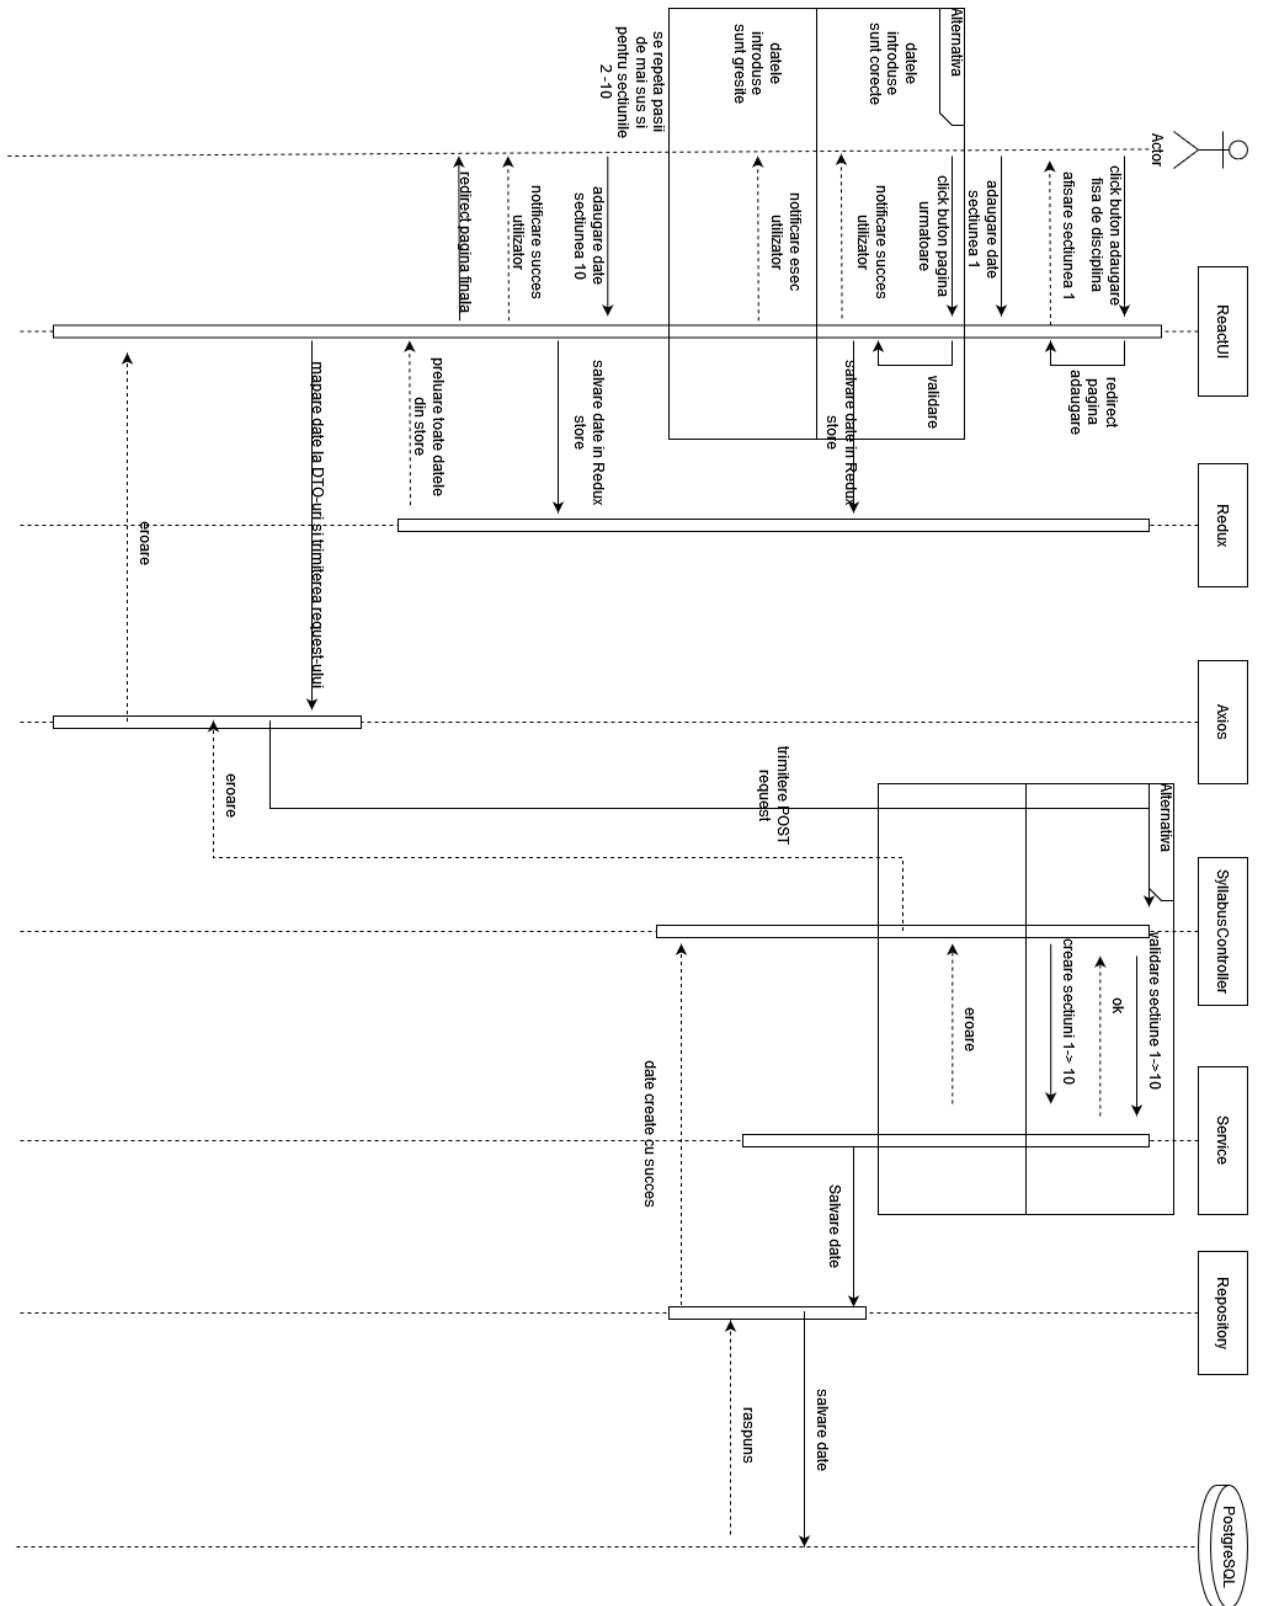 Actor
ReactUI
Redux
Axios
SyllabusController
Service
Repository
PostgreSQL
click buton adaugare
fisa de disciplina
redirect
pagina
adaugare
afisare sectiunea 1
adaugare date
sectiunea 1
Alternativa
datele
introduse
sunt corecte
click buton pagina
urmatoare
validare
notificare succes
utilizator
salvare date in Redux
store
datele
introduse
sunt gresite
notificare esec
utilizator
se repeta pasii
de mai sus si
pentru sectiunile
2 -10
adaugare date
sectiunea 10
salvare date in Redux
store
notificare succes
utilizator
redirect pagina finala
preluare toate datele
din store
mapare date la DTO-uri si trimiterea request-ului
eroare
trimitere POST
request
eroare
Alternativa
validare sectiune 1->10
ok
creare sectiuni 1-> 10
eroare
Salvare date
salvare date
raspuns
date create cu succes